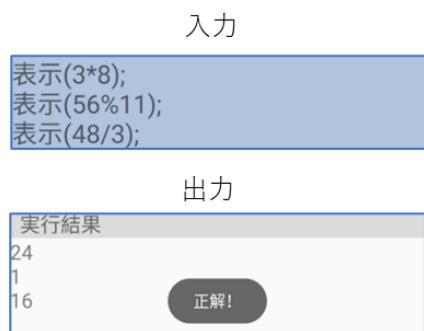 入力
表示(3*8);
表示(56%11);
表示(48/3);
出力
実行結果
24
1
16
正解!